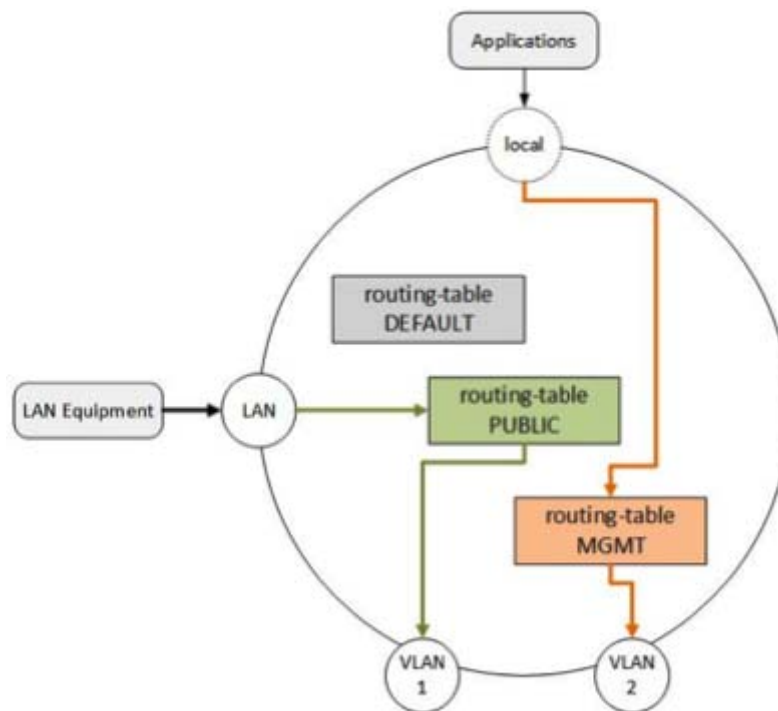 Applications
local
routing-table
DEFAULT
LAN Equipment
LAN
routing-table
PUBLIC
routing-table
MGMT
VLAN
1
VLAN
2